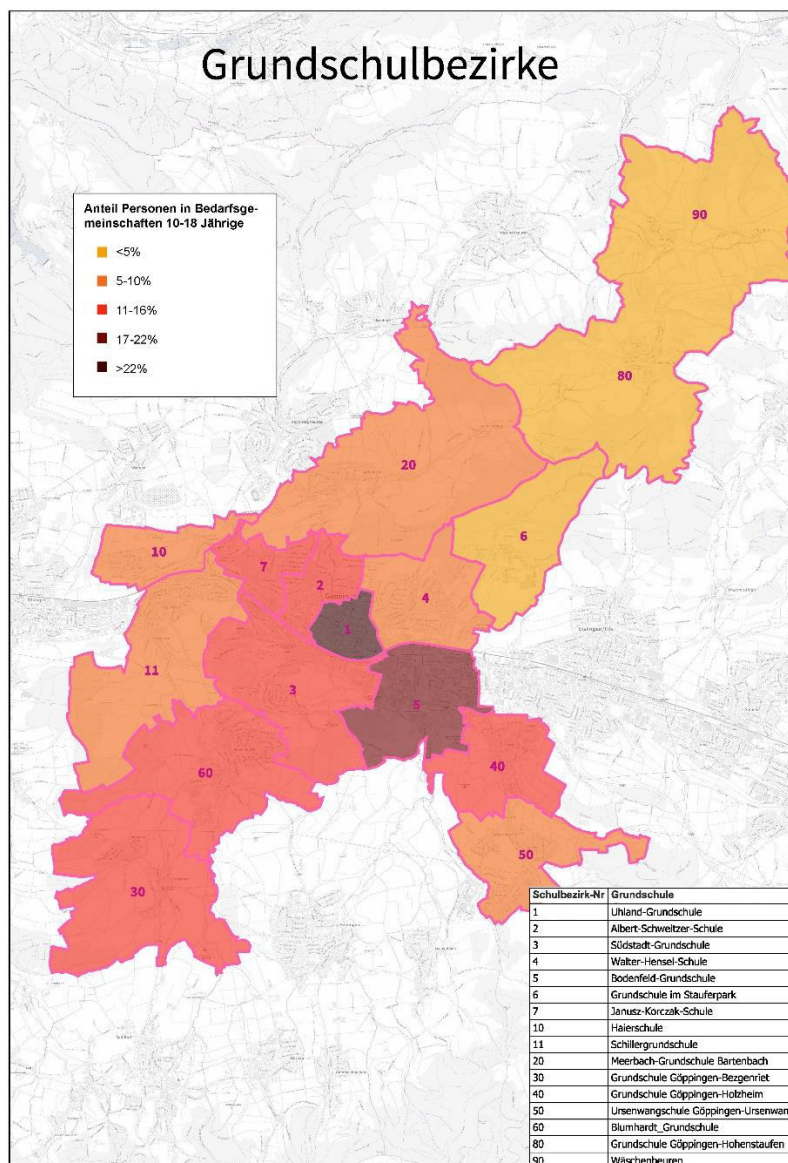 Grundschulbezirke
Anteil Personen in Bedarfsge-
meinschaften 10-18 Jährige
<5%
5-10%
11-16%
17-22%
>22%
90
80
20
6
10
7
2
4
1
11
3
5
60
40
50
30
Schulbezirk-Nr Grundschule
1 Uhland-Grundschule
2 Albert-Schweitzer-Schule
3 Südstadt-Grundschule
4 Walter-Hensel-Schule
5 Bodenfeld-Grundschule
6 Grundschule im Stauferpark
7 Janusz-Korczak-Schule
10 Haierschule
11 Schillergrundschule
20 Meerbach-Grundschule Bartenbach
30 Grundschule Göppingen-Bezgenriet
40 Grundschule Göppingen-Holzheim
50 Ursenwangschule Göppingen-Ursenwan
60 Blumhardt_Grundschule
80 Grundschule Göppingen-Hohenstaufen
90 Wäschenbeuren